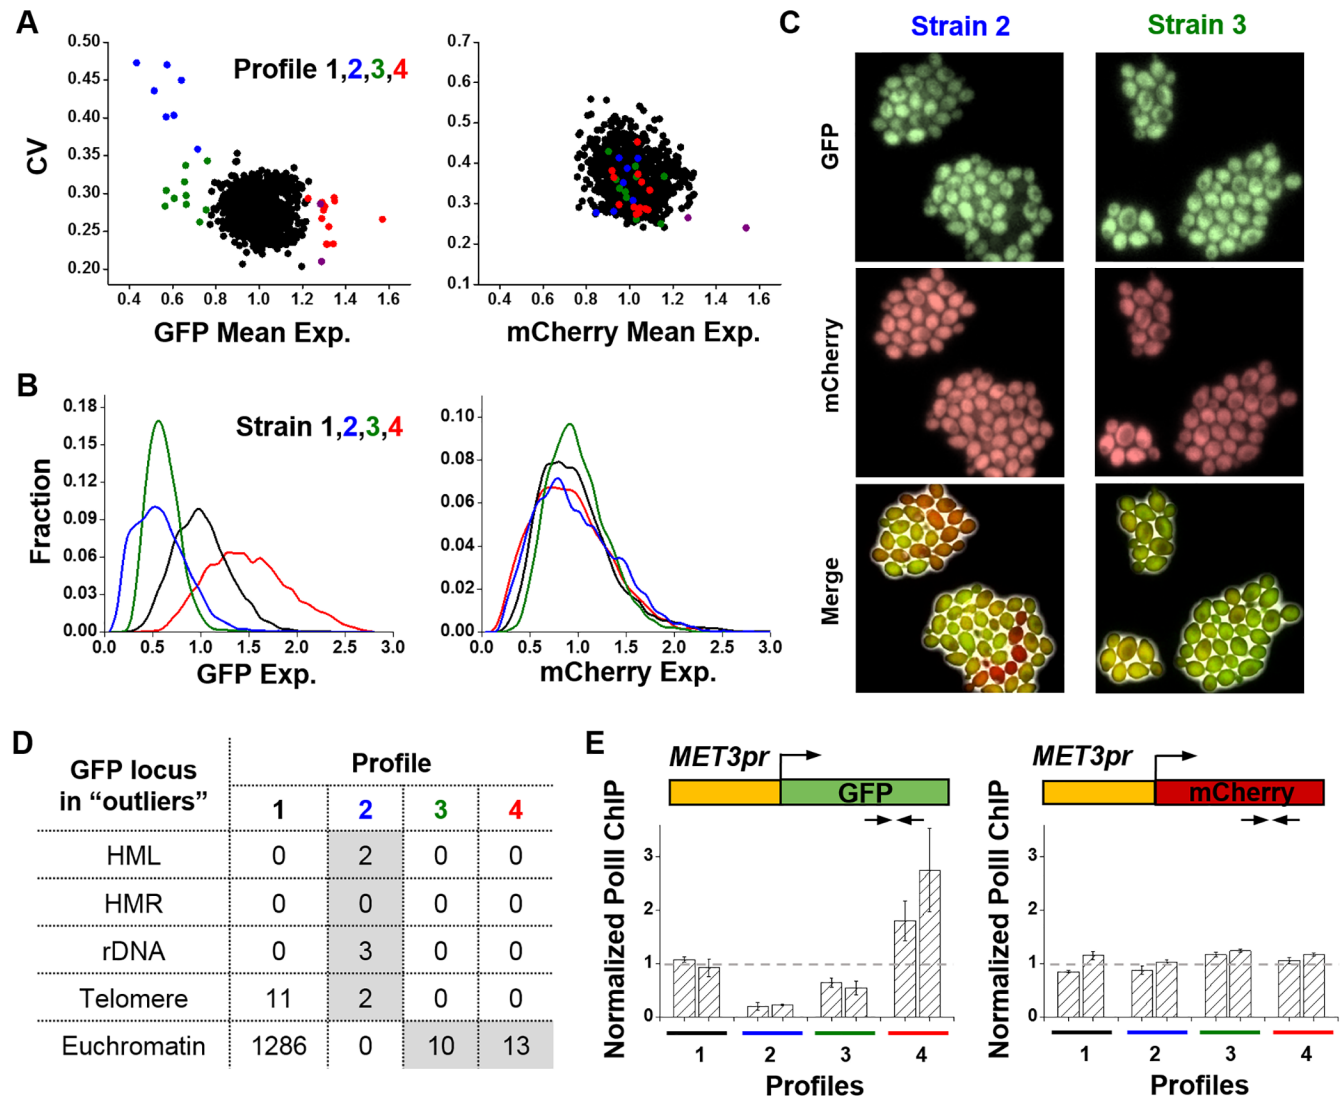 A
CV
0.50
0.45
0.40
0.35
0.30
0.25
0.20
Profile 1,2,3,4
0.4 0.6 0.8 1.0 1.2 1.4 1.6
GFP Mean Exp.
0.7
0.6
0.5
0.4
0.3
0.2
0.1
0.4 0.6 0.8 1.0 1.2 1.4 1.6
mCherry Mean Exp.
B
Fraction
0.18
0.15
0.12
0.09
0.06
0.03
0.00
Strain 1,2,3,4
0.0 0.5 1.0 1.5 2.0 2.5 3.0
GFP Exp.
0.10
0.08
0.06
0.04
0.02
0.00
0.0 0.5 1.0 1.5 2.0 2.5 3.0
mCherry Exp.
C
Strain 2 Strain 3
GFP
mCherry
Merge
D
GFP locus
in “outliers”
Profile
1 2 3 4
HML 0 2 0 0
HMR 0 0 0 0
rDNA 0 3 0 0
Telomere 11 2 0 0
Euchromatin 1286 0 10 13
E
MET3pr
GFP
Normalized PolII ChIP
3
2
1
0
1 2 3 4
Profiles
MET3pr
mCherry
Normalized PolII ChIP
3
2
1
0
1 2 3 4
Profiles